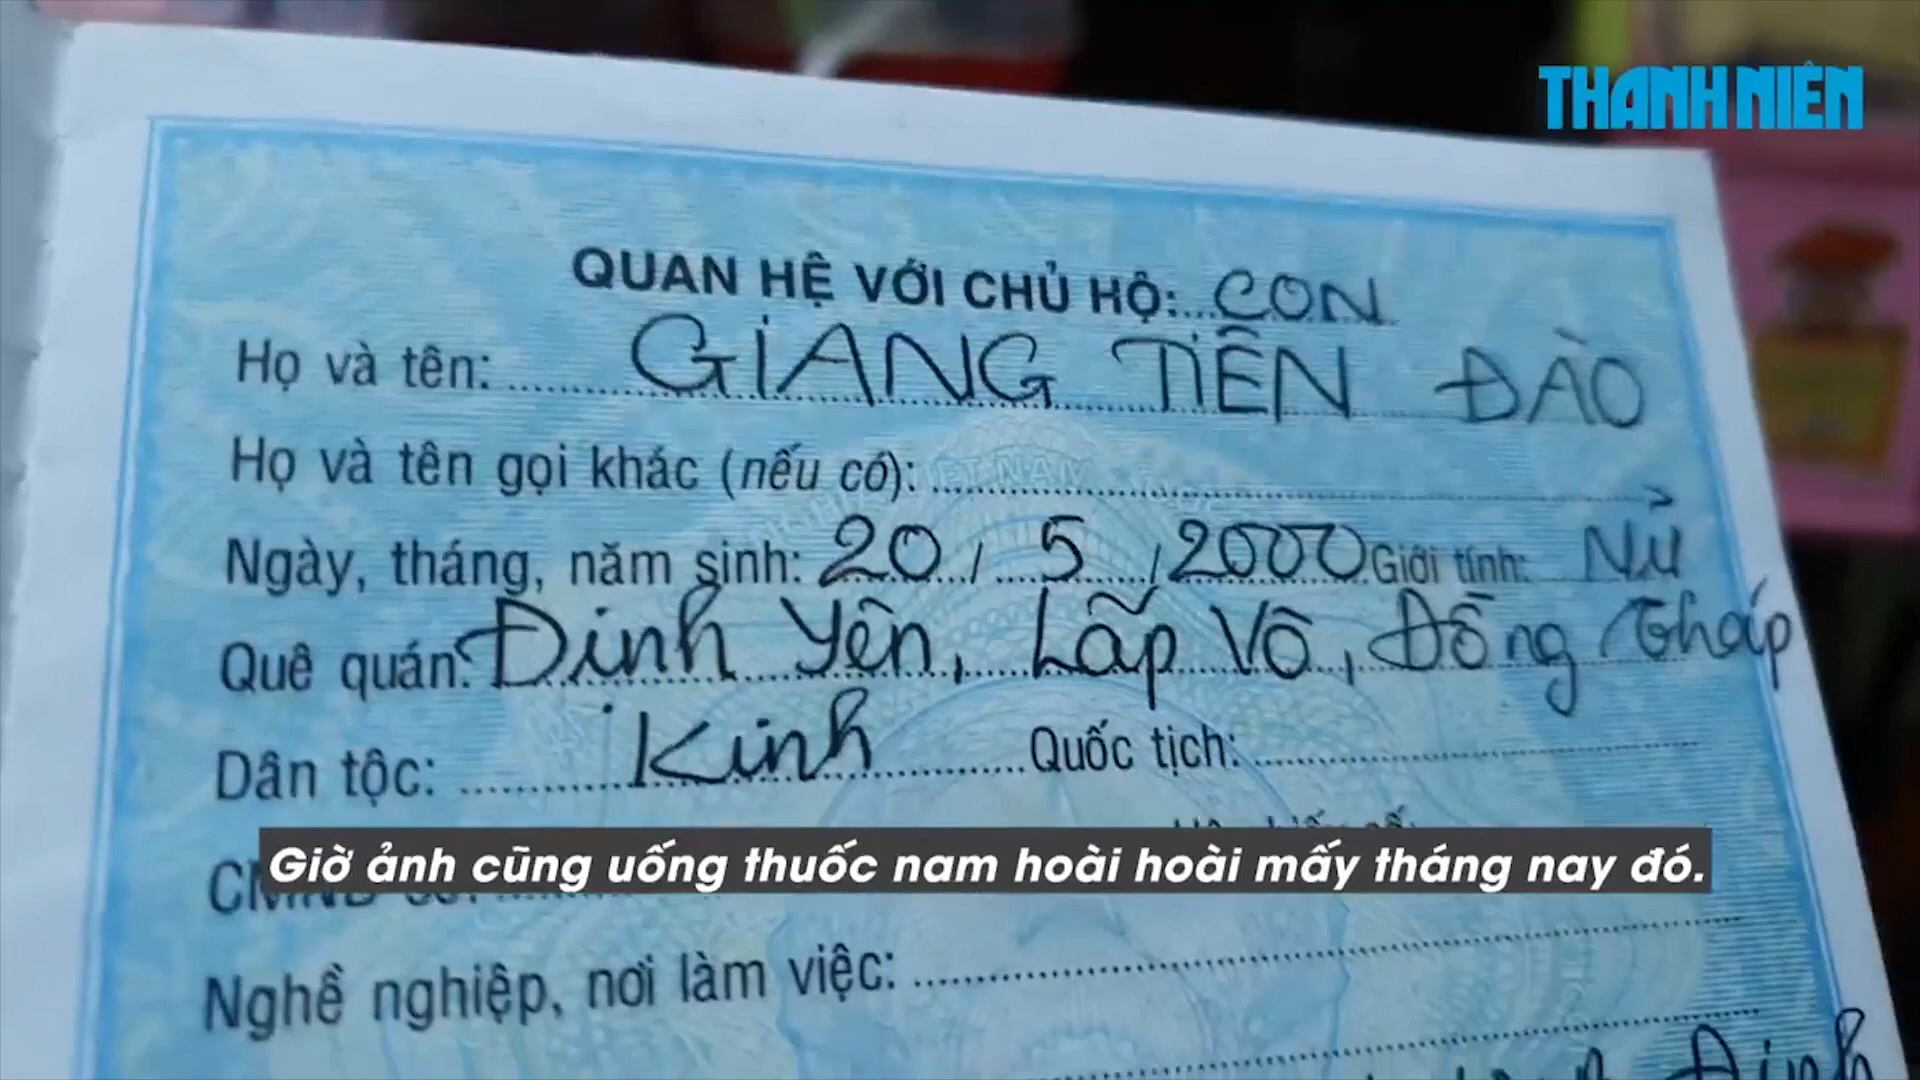 THANH NIÊN
QUAN HỆ VỚI CHỦ HỘ: CON
Họ và tên: GIANG TIÊN ĐÀO
Họ và tên gọi khác (nếu có):
Ngày, tháng, năm sinh: 20 / 5 / 2000 Giới tính: Nữ
Quê quán: Định Yên, Lấp Vò, Đồng Tháp
Dân tộc: Kinh Quốc tịch:
Giờ ảnh cũng uống thuốc nam hoài hoài mấy tháng nay đó.
Nghề nghiệp, nơi làm việc: